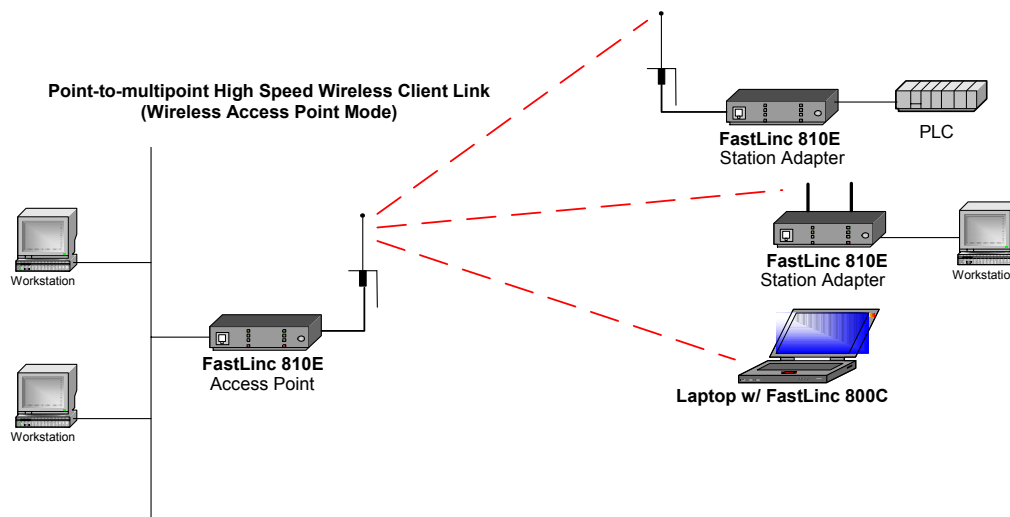 Point-to-multipoint High Speed Wireless Client Link
(Wireless Access Point Mode)
Workstation
Workstation
FastLinc 810E
Access Point
FastLinc 810E
Station Adapter
PLC
FastLinc 810E
Station Adapter
Workstation
Laptop w/ FastLinc 800C